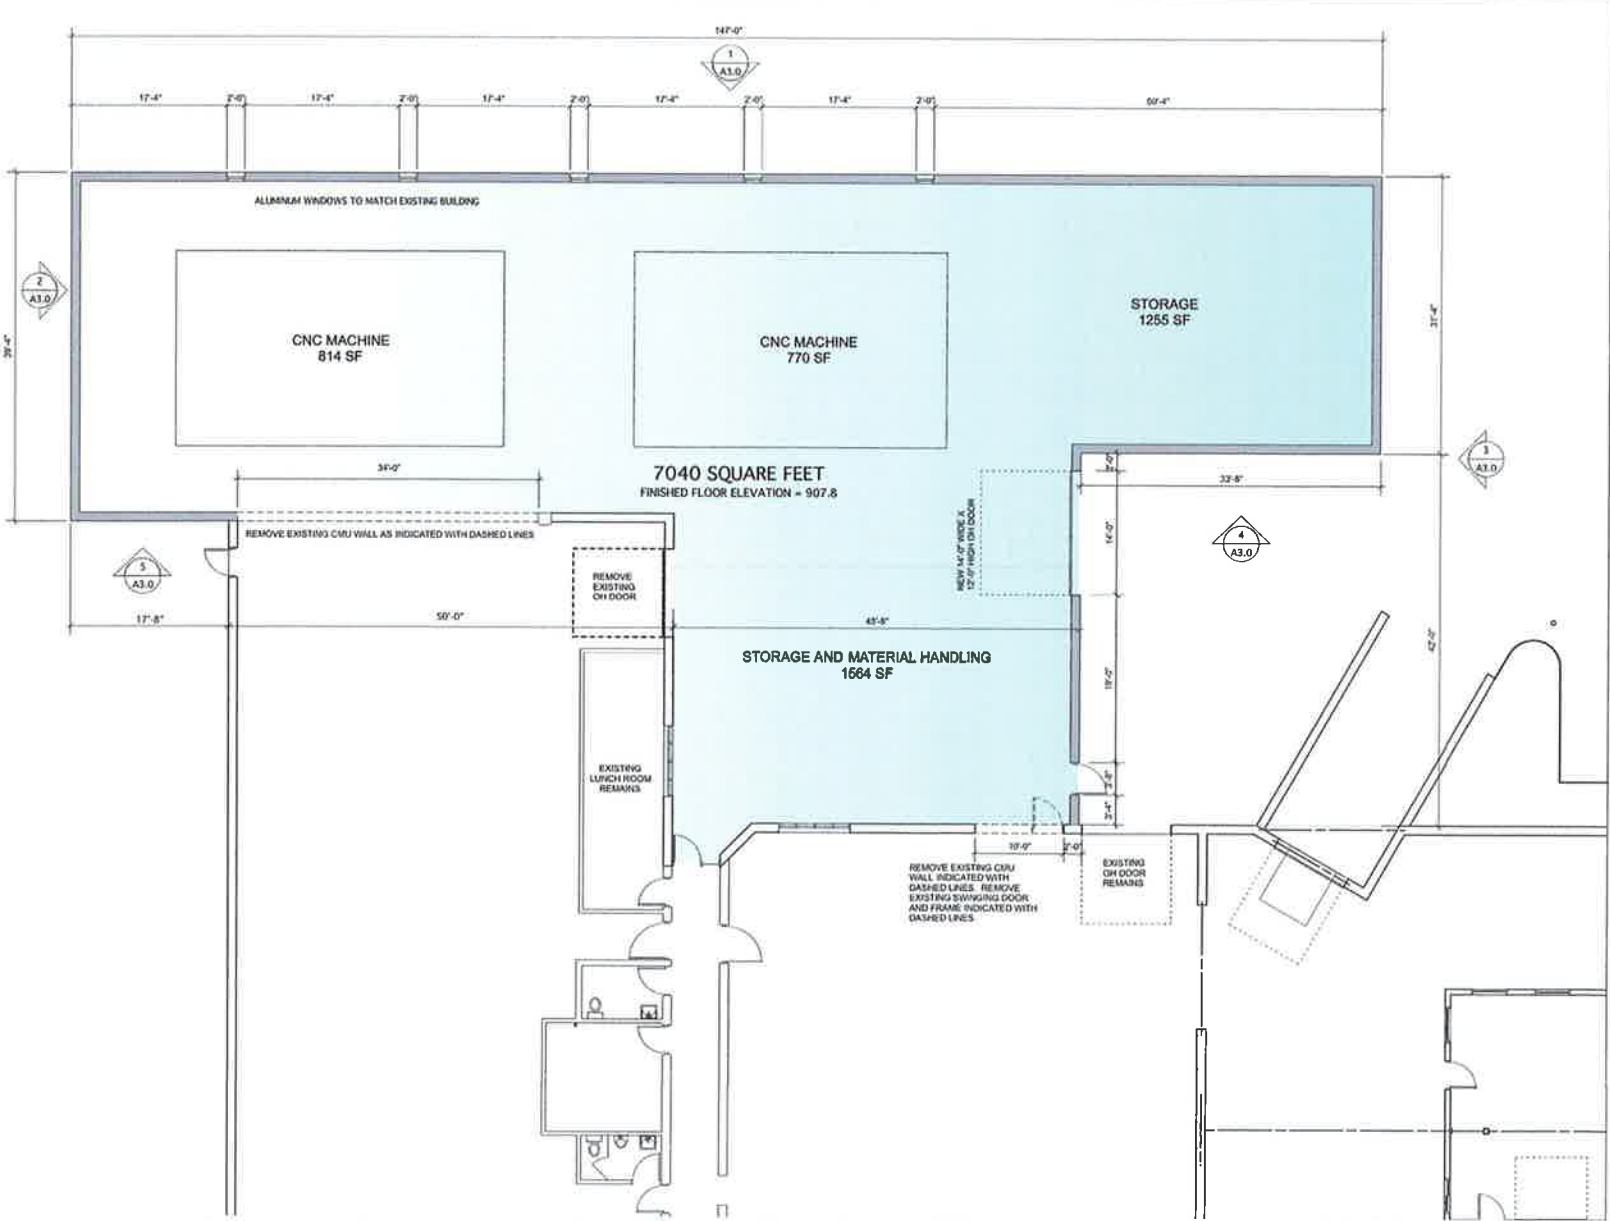 147'-0"
1
A3.0
17'-4"
2'-0"
17'-4"
2'-0"
17'-4"
2'-0"
17'-4"
2'-0"
17'-4"
2'-0"
50'-4"
ALUMINUM WINDOWS TO MATCH EXISTING BUILDING
2
A3.0
39'-4"
CNC MACHINE
814 SF
CNC MACHINE
770 SF
STORAGE
1255 SF
31'-4"
3
A3.0
34'-0"
7040 SQUARE FEET
FINISHED FLOOR ELEVATION = 907.8
33'-8"
NEW 14'-0" WIDE X
12'-0" HIGH OH DOOR
14'-0"
4
A3.0
REMOVE EXISTING CMU WALL AS INDICATED WITH DASHED LINES
5
A3.0
REMOVE
EXISTING
OH DOOR
17'-8"
50'-0"
STORAGE AND MATERIAL HANDLING
1564 SF
42'-0"
EXISTING
LUNCH ROOM
REMAINS
3'-4"
10'-0"
2'-0"
REMOVE EXISTING CMU
WALL INDICATED WITH
DASHED LINES. REMOVE
EXISTING SWINGING DOOR
AND FRAME INDICATED WITH
DASHED LINES
EXISTING
OH DOOR
REMAINS